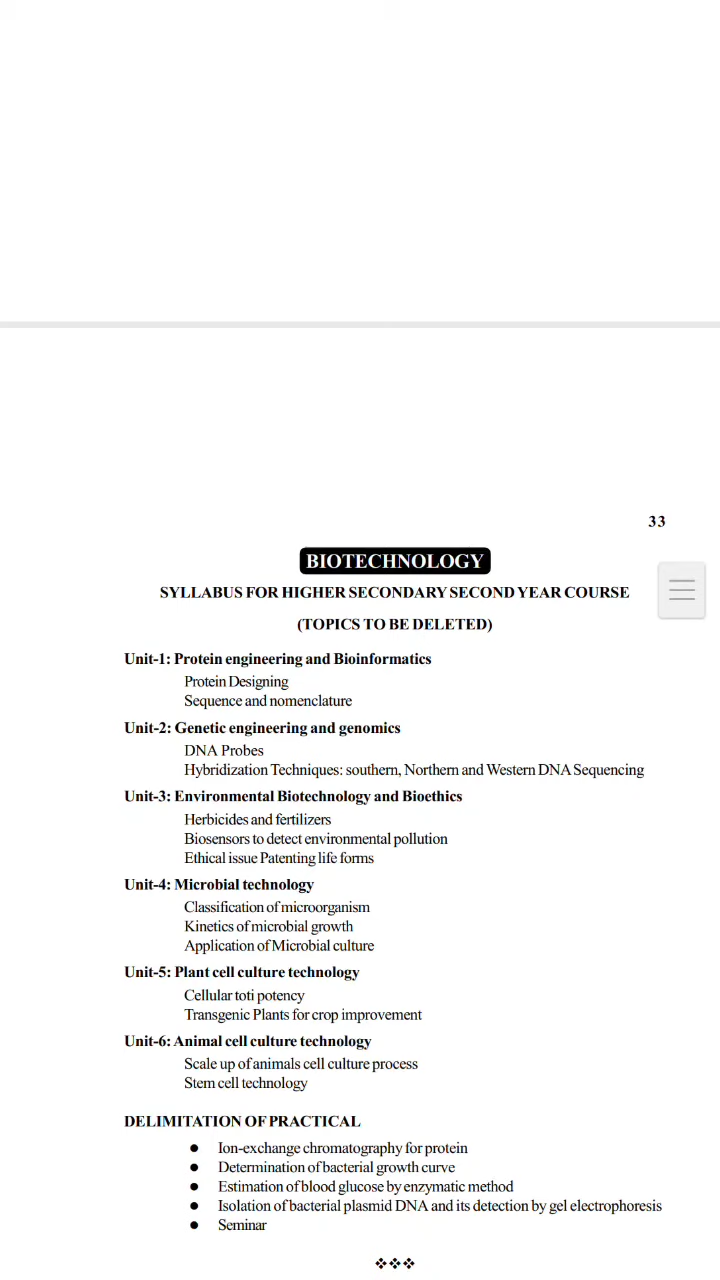 33
BIOTECHNOLOGY
SYLLABUS FOR HIGHER SECONDARY SECOND YEAR COURSE
(TOPICS TO BE DELETED)
Unit-1: Protein engineering and Bioinformatics
Protein Designing
Sequence and nomenclature
Unit-2: Genetic engineering and genomics
DNA Probes
Hybridization Techniques: southern, Northern and Western DNA Sequencing
Unit-3: Environmental Biotechnology and Bioethics
Herbicides and fertilizers
Biosensors to detect environmental pollution
Ethical issue Patenting life forms
Unit-4: Microbial technology
Classification of microorganism
Kinetics of microbial growth
Application of Microbial culture
Unit-5: Plant cell culture technology
Cellular toti potency
Transgenic Plants for crop improvement
Unit-6: Animal cell culture technology
Scale up of animals cell culture process
Stem cell technology
DELIMITATION OF PRACTICAL
● Ion-exchange chromatography for protein
● Determination of bacterial growth curve
● Estimation of blood glucose by enzymatic method
● Isolation of bacterial plasmid DNA and its detection by gel electrophoresis
● Seminar